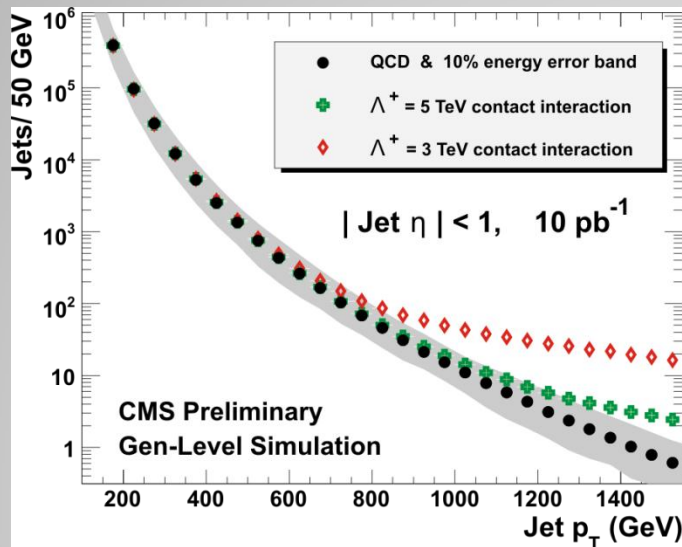 Jets/ 50 GeV
10⁶
10⁵
10⁴
10³
10²
10
1
QCD & 10% energy error band
Λ⁺ = 5 TeV contact interaction
Λ⁺ = 3 TeV contact interaction
| Jet η | < 1, 10 pb⁻¹
CMS Preliminary
Gen-Level Simulation
200 400 600 800 1000 1200 1400
Jet p_T (GeV)